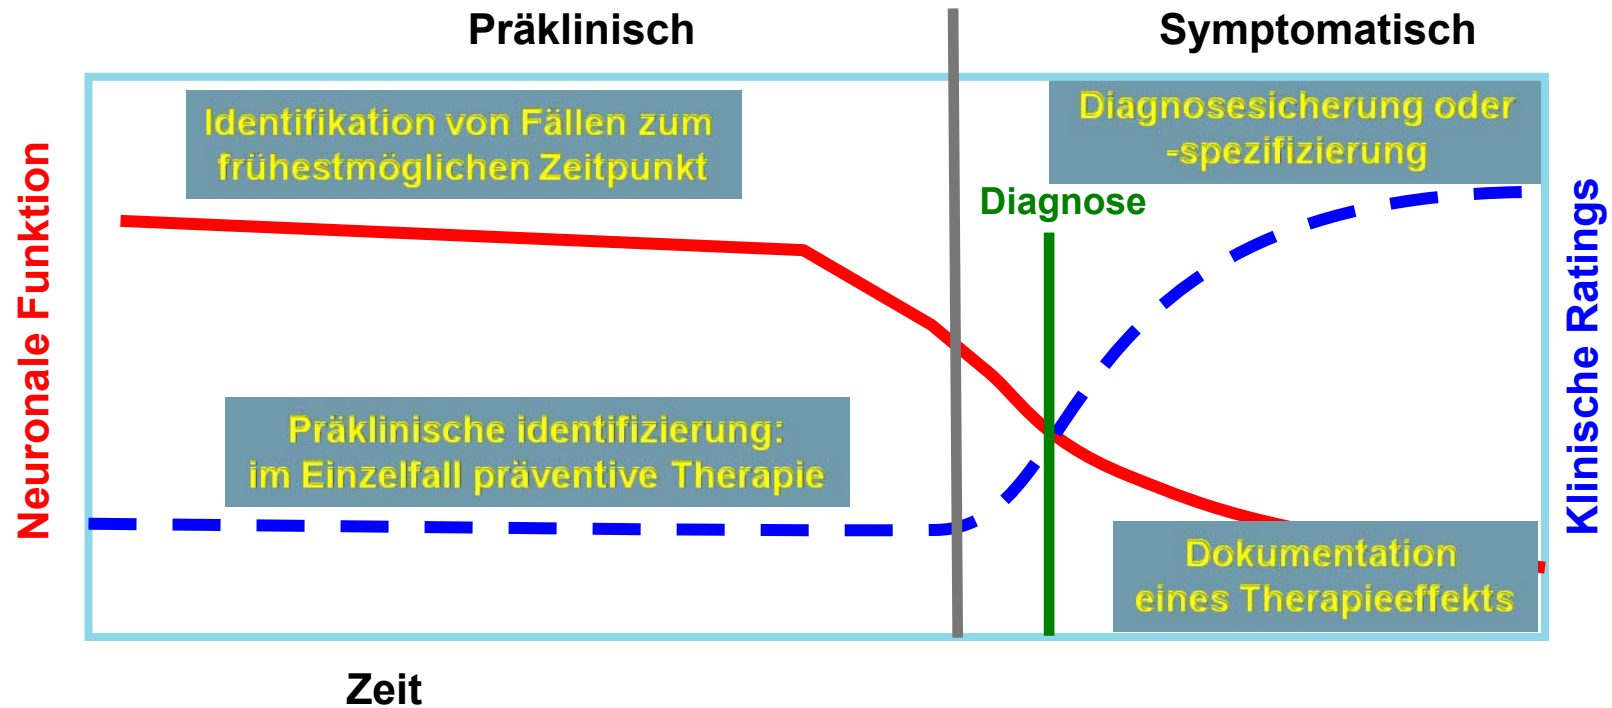 Präklinisch
Symptomatisch
Identifikation von Fällen zum
frühestmöglichen Zeitpunkt
Diagnosesicherung oder
-spezifizierung
Diagnose
Neuronale Funktion
Klinische Ratings
Präklinische identifizierung:
im Einzelfall präventive Therapie
Dokumentation
eines Therapieeffekts
Zeit